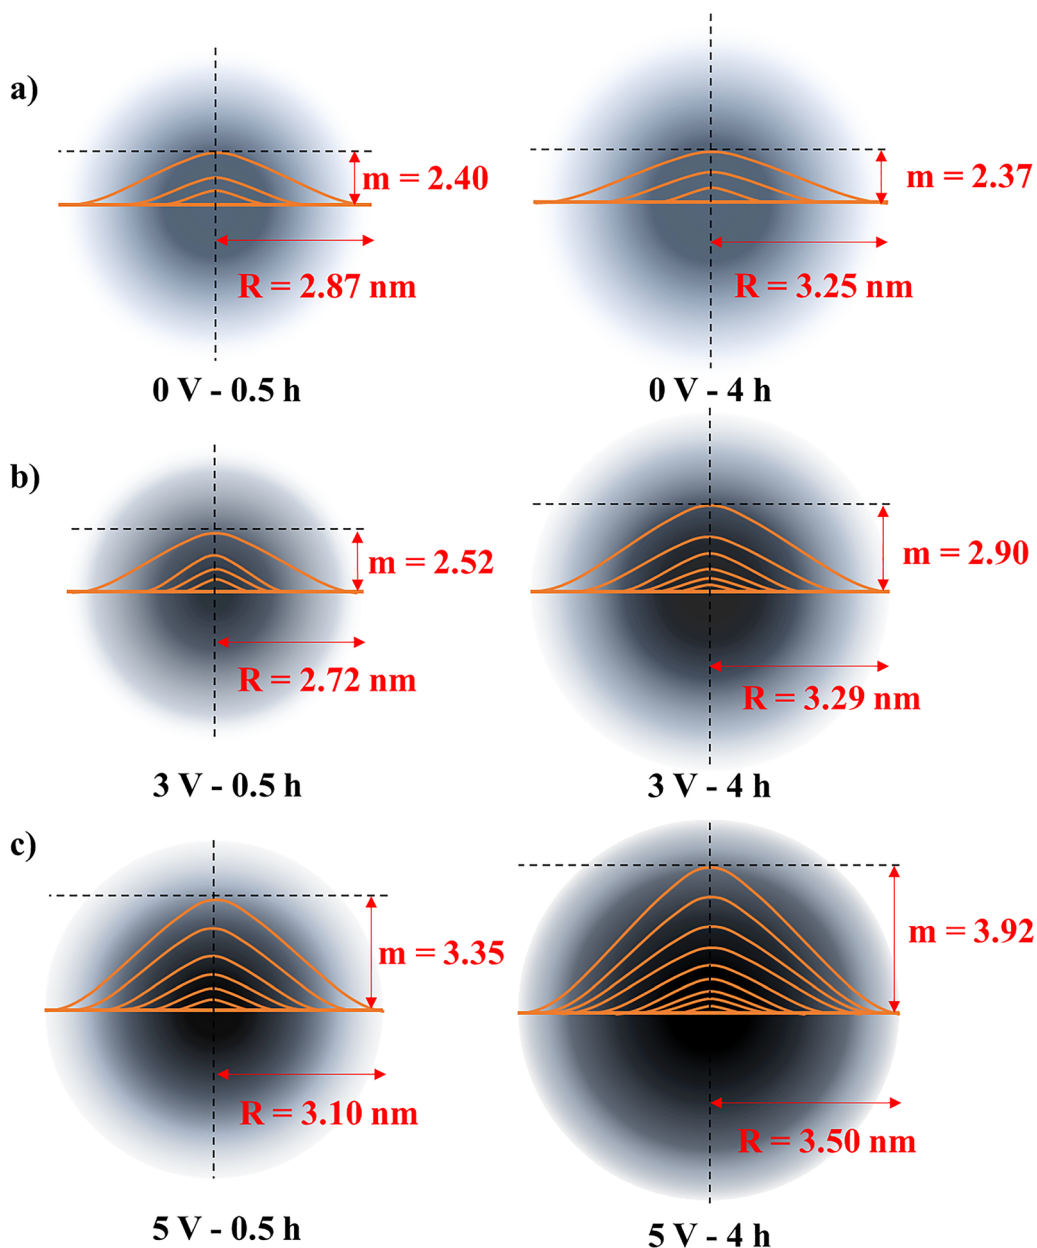 a)
m = 2.40
R = 2.87 nm
0 V - 0.5 h
m = 2.37
R = 3.25 nm
0 V - 4 h
b)
m = 2.52
R = 2.72 nm
3 V - 0.5 h
m = 2.90
R = 3.29 nm
3 V - 4 h
c)
m = 3.35
R = 3.10 nm
5 V - 0.5 h
m = 3.92
R = 3.50 nm
5 V - 4 h